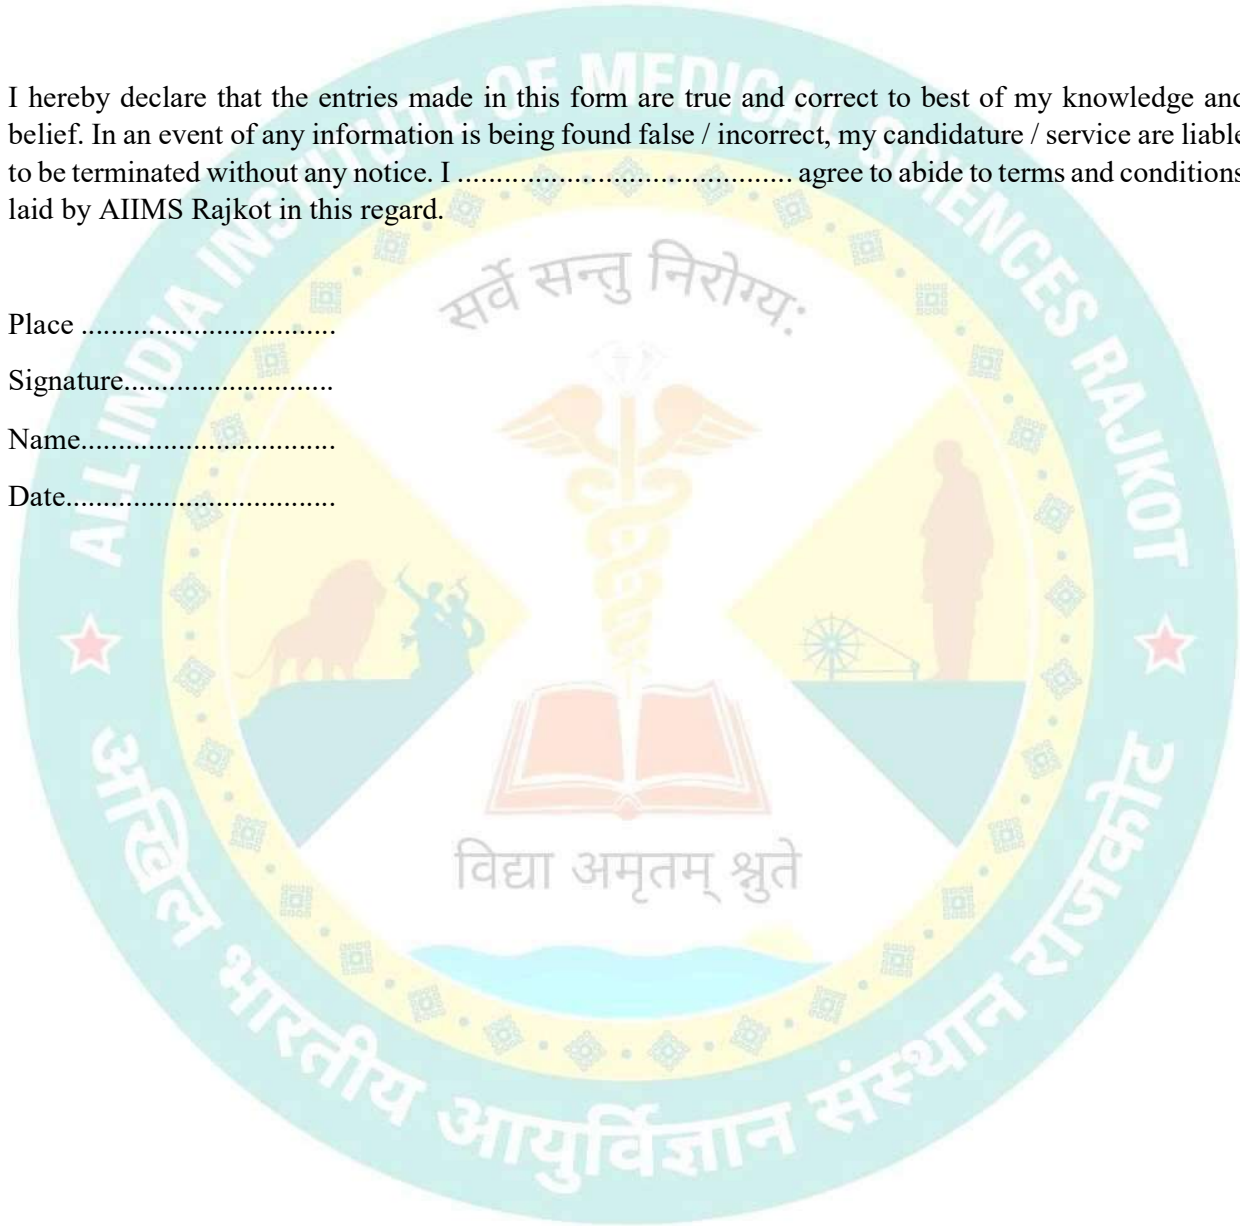 I hereby declare that the entries made in this form are true and correct to best of my knowledge and
belief. In an event of any information is being found false / incorrect, my candidature / service are liable
to be terminated without any notice. I ............................................. agree to abide to terms and conditions
laid by AIIMS Rajkot in this regard.
Place ..................................
Signature............................
Name..................................
Date....................................
ALL INDIA INSTITUTE OF MEDICAL SCIENCES RAJKOT
सर्वे सन्तु निरोग्य:
विद्या अमृतम् श्नुते
अखिल भारतीय आयुर्विज्ञान संस्थान राजकोट